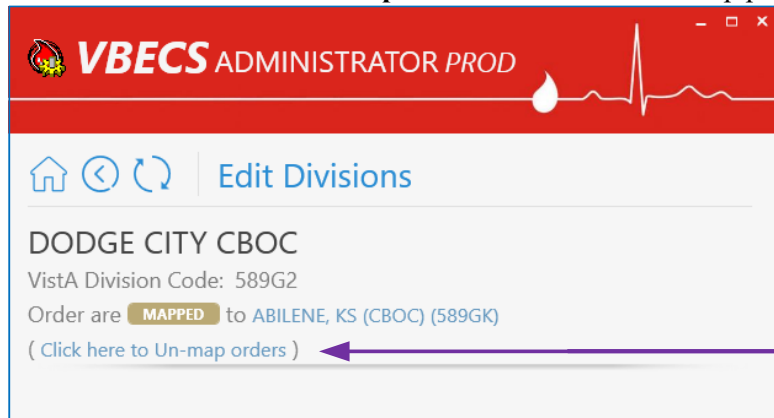 VBECS ADMINISTRATOR PROD
Edit Divisions
DODGE CITY CBOC
VistA Division Code: 589G2
Order are MAPPED to ABILENE, KS (CBOC) (589GK)
( Click here to Un-map orders )